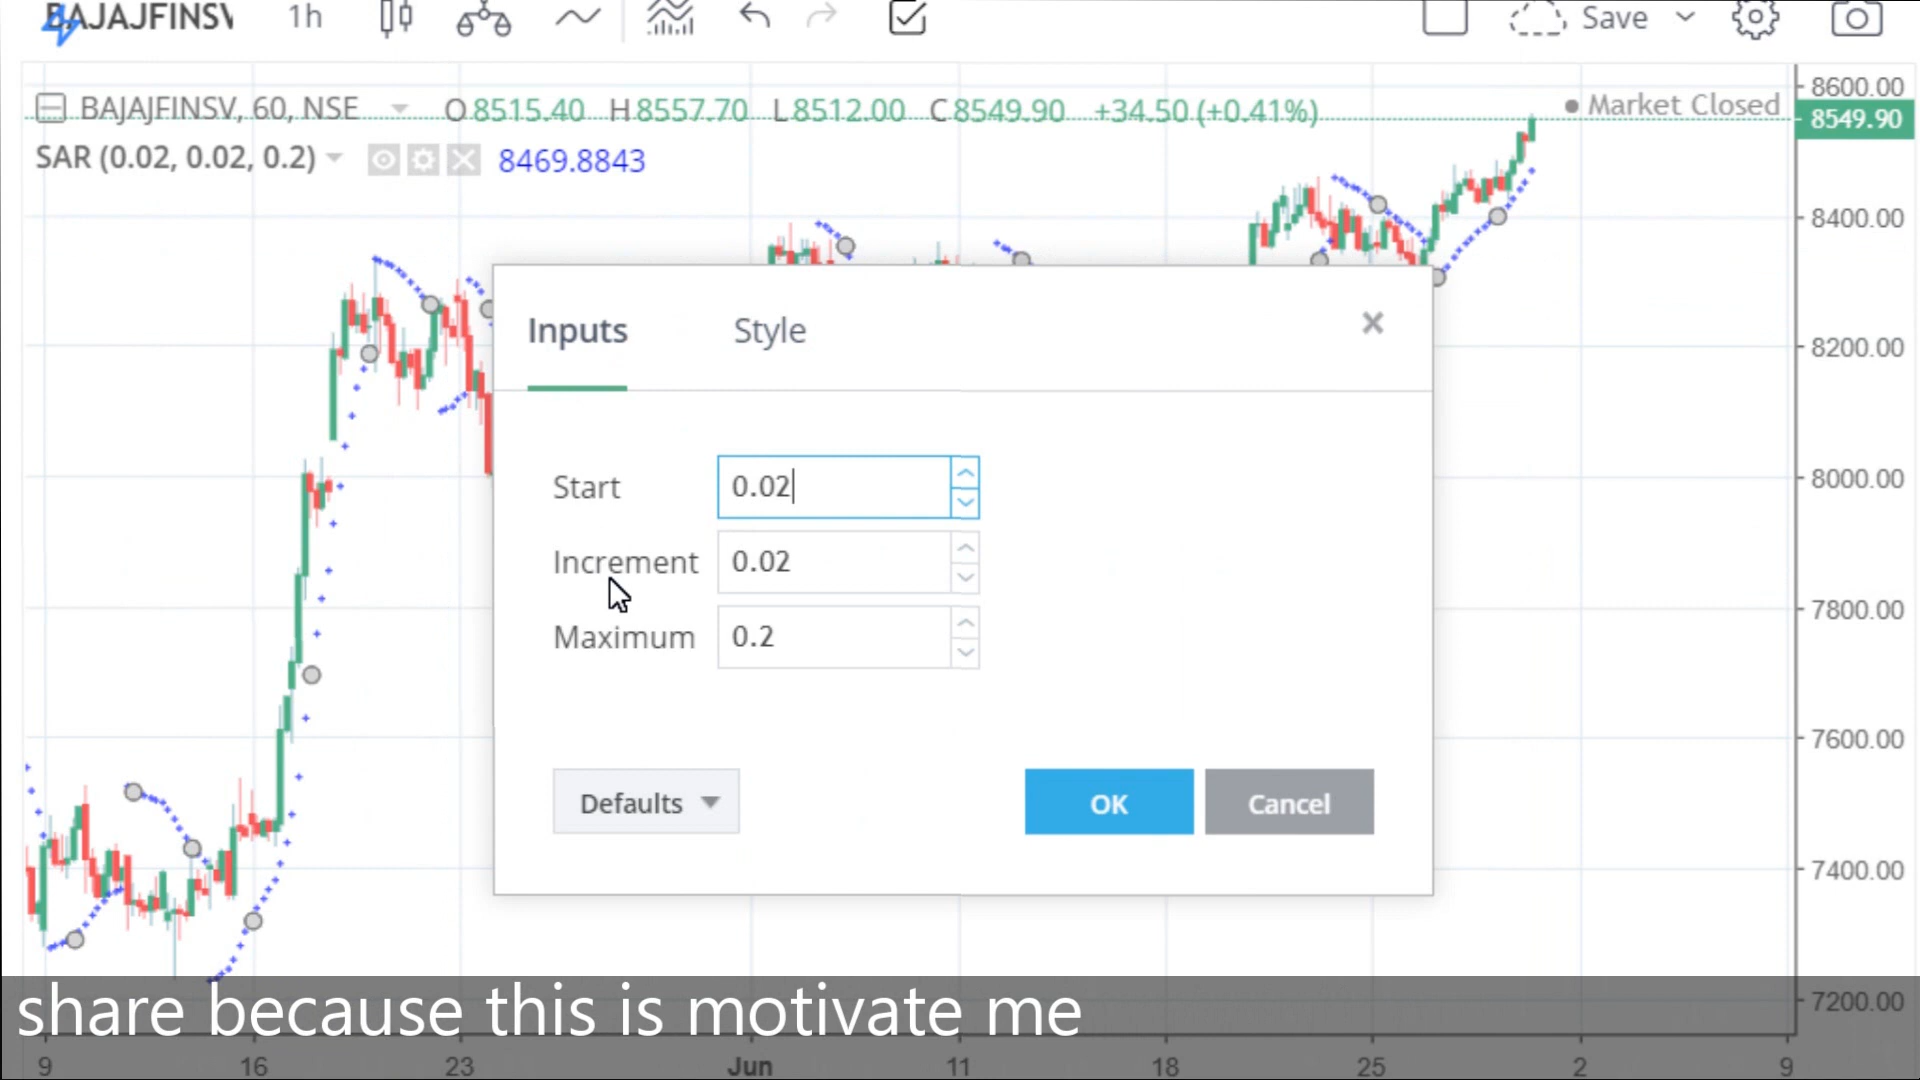 BAJAJFINSV 1h Save
BAJAJFINSV, 60, NSE O8515.40 H8557.70 L8512.00 C8549.90 +34.50 (+0.41%) Market Closed
SAR (0.02, 0.02, 0.2) 8469.8843
8600.00
8549.90
8400.00
8200.00
8000.00
7800.00
7600.00
7400.00
7200.00
Inputs Style
Start 0.02
Increment 0.02
Maximum 0.2
Defaults OK Cancel
share because this is motivate me
9 16 23 Jun 11 18 25 2 9